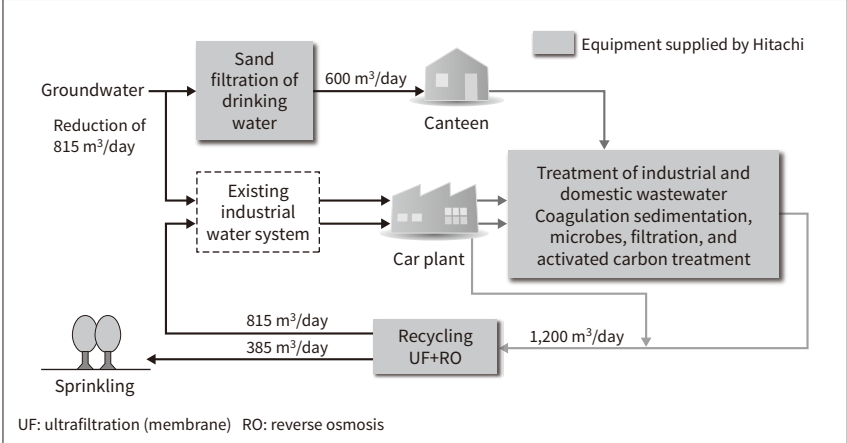 Equipment supplied by Hitachi
Sand
filtration of
drinking
water
600 m³/day
Groundwater
Canteen
Reduction of
815 m³/day
Existing
industrial
water system
Car plant
Treatment of industrial and
domestic wastewater
Coagulation sedimentation,
microbes, filtration, and
activated carbon treatment
815 m³/day
385 m³/day
Recycling
UF+RO
1,200 m³/day
Sprinkling
UF: ultrafiltration (membrane) RO: reverse osmosis